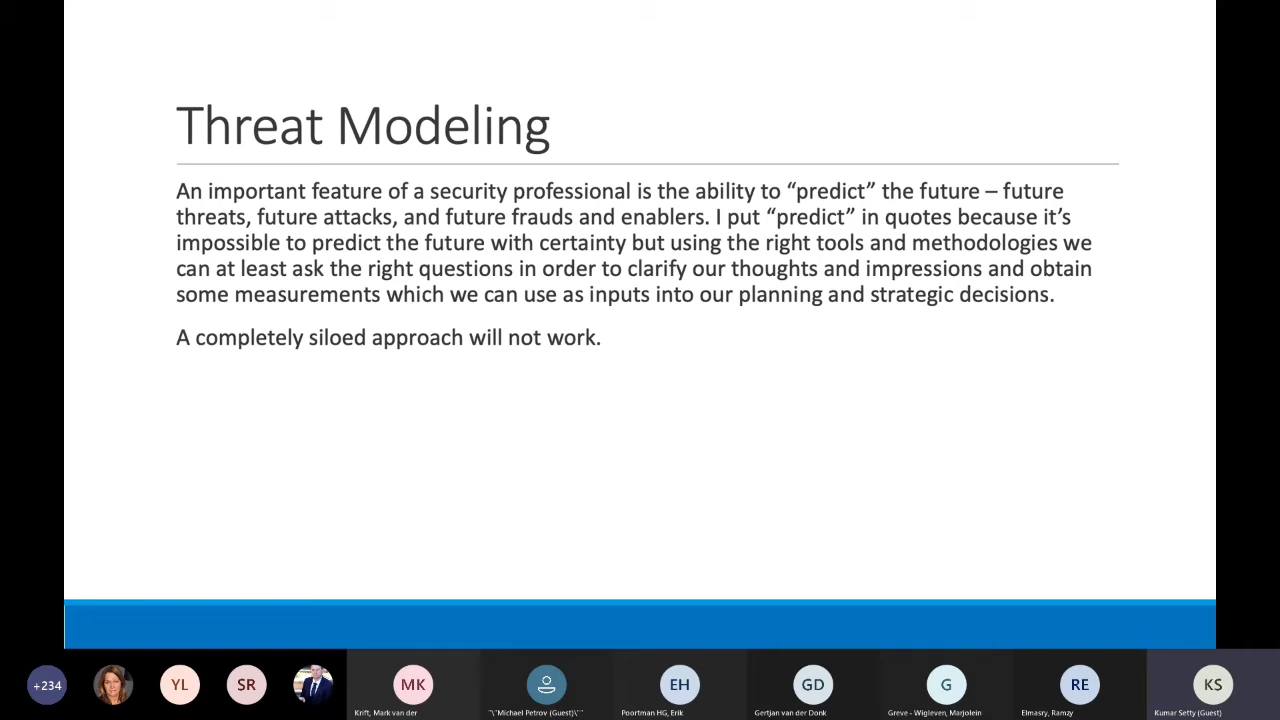 Threat Modeling
An important feature of a security professional is the ability to “predict” the future – future
threats, future attacks, and future frauds and enablers. I put “predict” in quotes because it’s
impossible to predict the future with certainty but using the right tools and methodologies we
can at least ask the right questions in order to clarify our thoughts and impressions and obtain
some measurements which we can use as inputs into our planning and strategic decisions.
A completely siloed approach will not work.
+234
YL
SR
MK
EH
GD
G
RE
KS
Krift, Mark van der
"\"Michael Petrov (Guest)\""
Poortman HG, Erik
Gertjan van der Donk
Greve - Wigleven, Marjolein
Elmasry, Ramzy
Kumar Setty (Guest)